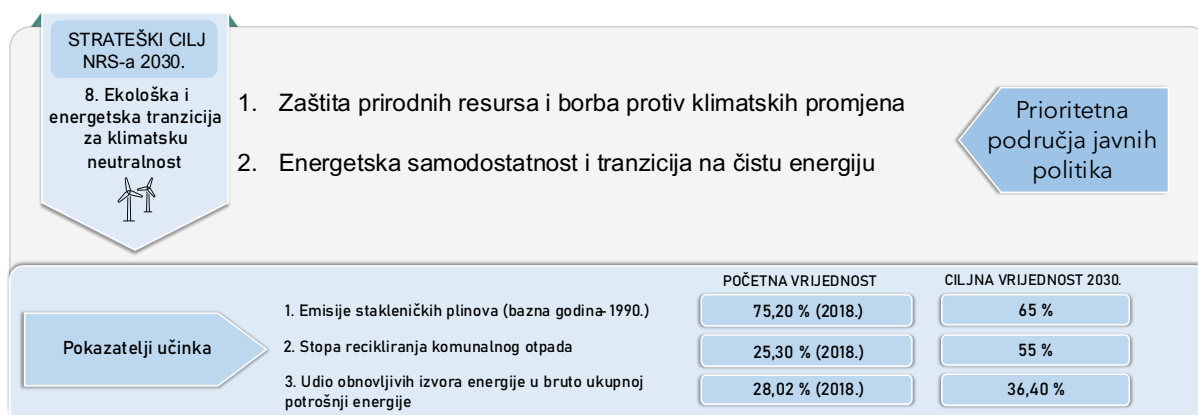 STRATEŠKI CILJ
NRS-a 2030.
8. Ekološka i
energetska tranzicija
za klimatsku
neutralnost
1. Zaštita prirodnih resursa i borba protiv klimatskih promjena
2. Energetska samodostatnost i tranzicija na čistu energiju
Prioritetna
područja javnih
politika
POČETNA VRIJEDNOST
CILJNA VRIJEDNOST 2030.
Pokazatelji učinka
1. Emisije stakleničkih plinova (bazna godina-1990.)
75,20 % (2018.)
65 %
2. Stopa recikliranja komunalnog otpada
25,30 % (2018.)
55 %
3. Udio obnovljivih izvora energije u bruto ukupnoj
potrošnji energije
28,02 % (2018.)
36,40 %